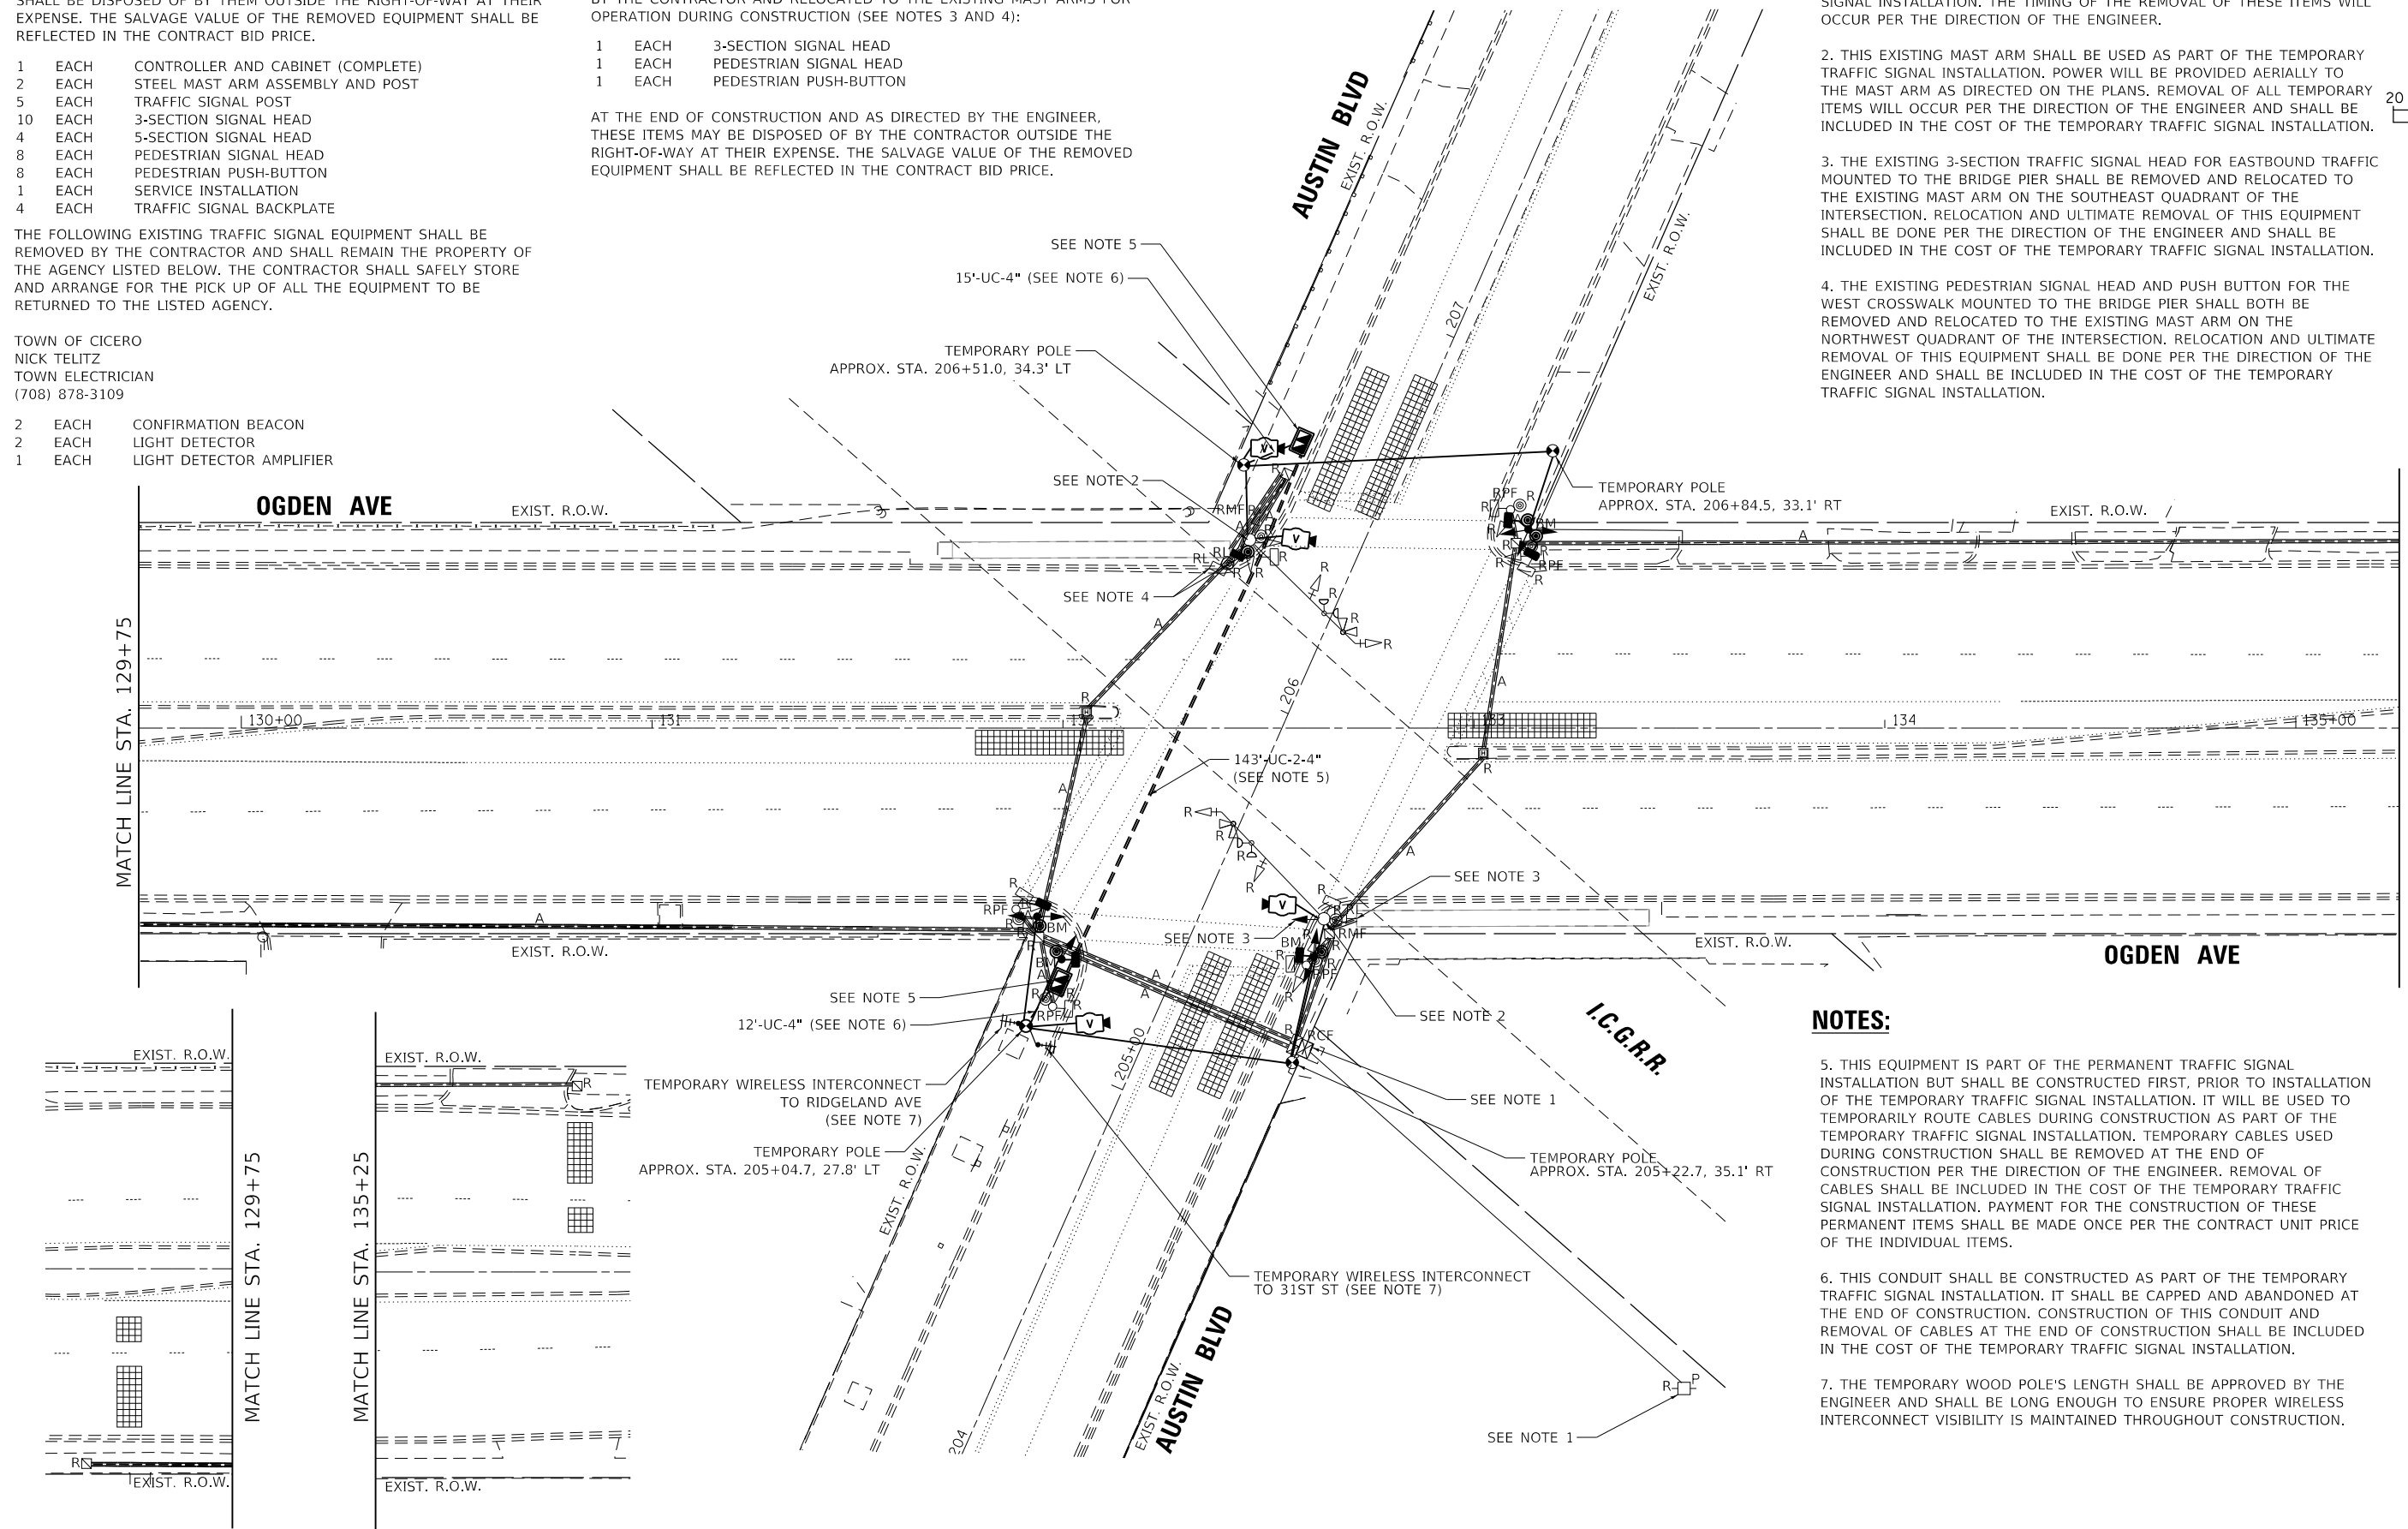 SHALL BE DISPOSED OF BY THEM OUTSIDE THE RIGHT-OF-WAY AT THEIR
EXPENSE. THE SALVAGE VALUE OF THE REMOVED EQUIPMENT SHALL BE
REFLECTED IN THE CONTRACT BID PRICE.
1 EACH CONTROLLER AND CABINET (COMPLETE)
2 EACH STEEL MAST ARM ASSEMBLY AND POST
5 EACH TRAFFIC SIGNAL POST
10 EACH 3-SECTION SIGNAL HEAD
4 EACH 5-SECTION SIGNAL HEAD
8 EACH PEDESTRIAN SIGNAL HEAD
8 EACH PEDESTRIAN PUSH-BUTTON
1 EACH SERVICE INSTALLATION
4 EACH TRAFFIC SIGNAL BACKPLATE
THE FOLLOWING EXISTING TRAFFIC SIGNAL EQUIPMENT SHALL BE
REMOVED BY THE CONTRACTOR AND SHALL REMAIN THE PROPERTY OF
THE AGENCY LISTED BELOW. THE CONTRACTOR SHALL SAFELY STORE
AND ARRANGE FOR THE PICK UP OF ALL THE EQUIPMENT TO BE
RETURNED TO THE LISTED AGENCY.
TOWN OF CICERO
NICK TELITZ
TOWN ELECTRICIAN
(708) 878-3109
2 EACH CONFIRMATION BEACON
2 EACH LIGHT DETECTOR
1 EACH LIGHT DETECTOR AMPLIFIER
BY THE CONTRACTOR AND RELOCATED TO THE EXISTING MAST ARMS FOR
OPERATION DURING CONSTRUCTION (SEE NOTES 3 AND 4):
1 EACH 3-SECTION SIGNAL HEAD
1 EACH PEDESTRIAN SIGNAL HEAD
1 EACH PEDESTRIAN PUSH-BUTTON
AT THE END OF CONSTRUCTION AND AS DIRECTED BY THE ENGINEER,
THESE ITEMS MAY BE DISPOSED OF BY THE CONTRACTOR OUTSIDE THE
RIGHT-OF-WAY AT THEIR EXPENSE. THE SALVAGE VALUE OF THE REMOVED
EQUIPMENT SHALL BE REFLECTED IN THE CONTRACT BID PRICE.
SIGNAL INSTALLATION. THE TIMING OF THE REMOVAL OF THESE ITEMS WILL
OCCUR PER THE DIRECTION OF THE ENGINEER.
2. THIS EXISTING MAST ARM SHALL BE USED AS PART OF THE TEMPORARY
TRAFFIC SIGNAL INSTALLATION. POWER WILL BE PROVIDED AERIALLY TO
THE MAST ARM AS DIRECTED ON THE PLANS. REMOVAL OF ALL TEMPORARY
ITEMS WILL OCCUR PER THE DIRECTION OF THE ENGINEER AND SHALL BE
INCLUDED IN THE COST OF THE TEMPORARY TRAFFIC SIGNAL INSTALLATION.
20
3. THE EXISTING 3-SECTION TRAFFIC SIGNAL HEAD FOR EASTBOUND TRAFFIC
MOUNTED TO THE BRIDGE PIER SHALL BE REMOVED AND RELOCATED TO
THE EXISTING MAST ARM ON THE SOUTHEAST QUADRANT OF THE
INTERSECTION. RELOCATION AND ULTIMATE REMOVAL OF THIS EQUIPMENT
SHALL BE DONE PER THE DIRECTION OF THE ENGINEER AND SHALL BE
INCLUDED IN THE COST OF THE TEMPORARY TRAFFIC SIGNAL INSTALLATION.
4. THE EXISTING PEDESTRIAN SIGNAL HEAD AND PUSH BUTTON FOR THE
WEST CROSSWALK MOUNTED TO THE BRIDGE PIER SHALL BOTH BE
REMOVED AND RELOCATED TO THE EXISTING MAST ARM ON THE
NORTHWEST QUADRANT OF THE INTERSECTION. RELOCATION AND ULTIMATE
REMOVAL OF THIS EQUIPMENT SHALL BE DONE PER THE DIRECTION OF THE
ENGINEER AND SHALL BE INCLUDED IN THE COST OF THE TEMPORARY
TRAFFIC SIGNAL INSTALLATION.
AUSTIN BLVD
EXIST. R.O.W.
EXIST. R.O.W.
SEE NOTE 5
15'-UC-4" (SEE NOTE 6)
TEMPORARY POLE
APPROX. STA. 206+51.0, 34.3' LT
207
SEE NOTE 2
TEMPORARY POLE
APPROX. STA. 206+84.5, 33.1' RT
OGDEN AVE
EXIST. R.O.W.
EXIST. R.O.W.
SEE NOTE 4
MATCH LINE STA. 129+75
130+00
131
132
206
133
134
135+00
143'-UC-2-4"
(SEE NOTE 5)
SEE NOTE 3
SEE NOTE 3
EXIST. R.O.W.
EXIST. R.O.W.
OGDEN AVE
SEE NOTE 5
12'-UC-4" (SEE NOTE 6)
SEE NOTE 2
I.C.G.R.R.
205+00
TEMPORARY WIRELESS INTERCONNECT
TO RIDGELAND AVE
(SEE NOTE 7)
SEE NOTE 1
TEMPORARY POLE
APPROX. STA. 205+04.7, 27.8' LT
TEMPORARY POLE
APPROX. STA. 205+22.7, 35.1' RT
EXIST. R.O.W.
TEMPORARY WIRELESS INTERCONNECT
TO 31ST ST (SEE NOTE 7)
AUSTIN BLVD
EXIST. R.O.W.
204
R
P
SEE NOTE 1
EXIST. R.O.W.
EXIST. R.O.W.
R
MATCH LINE STA. 129+75
MATCH LINE STA. 135+25
R
EXIST. R.O.W.
EXIST. R.O.W.
NOTES:
5. THIS EQUIPMENT IS PART OF THE PERMANENT TRAFFIC SIGNAL
INSTALLATION BUT SHALL BE CONSTRUCTED FIRST, PRIOR TO INSTALLATION
OF THE TEMPORARY TRAFFIC SIGNAL INSTALLATION. IT WILL BE USED TO
TEMPORARILY ROUTE CABLES DURING CONSTRUCTION AS PART OF THE
TEMPORARY TRAFFIC SIGNAL INSTALLATION. TEMPORARY CABLES USED
DURING CONSTRUCTION SHALL BE REMOVED AT THE END OF
CONSTRUCTION PER THE DIRECTION OF THE ENGINEER. REMOVAL OF
CABLES SHALL BE INCLUDED IN THE COST OF THE TEMPORARY TRAFFIC
SIGNAL INSTALLATION. PAYMENT FOR THE CONSTRUCTION OF THESE
PERMANENT ITEMS SHALL BE MADE ONCE PER THE CONTRACT UNIT PRICE
OF THE INDIVIDUAL ITEMS.
6. THIS CONDUIT SHALL BE CONSTRUCTED AS PART OF THE TEMPORARY
TRAFFIC SIGNAL INSTALLATION. IT SHALL BE CAPPED AND ABANDONED AT
THE END OF CONSTRUCTION. CONSTRUCTION OF THIS CONDUIT AND
REMOVAL OF CABLES AT THE END OF CONSTRUCTION SHALL BE INCLUDED
IN THE COST OF THE TEMPORARY TRAFFIC SIGNAL INSTALLATION.
7. THE TEMPORARY WOOD POLE'S LENGTH SHALL BE APPROVED BY THE
ENGINEER AND SHALL BE LONG ENOUGH TO ENSURE PROPER WIRELESS
INTERCONNECT VISIBILITY IS MAINTAINED THROUGHOUT CONSTRUCTION.